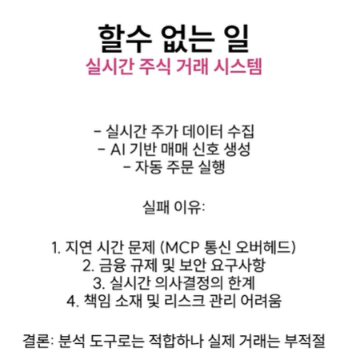 할수 없는 일
실시간 주식 거래 시스템
- 실시간 주가 데이터 수집
- AI 기반 매매 신호 생성
- 자동 주문 실행
실패 이유:
1. 지연 시간 문제 (MCP 통신 오버헤드)
2. 금융 규제 및 보안 요구사항
3. 실시간 의사결정의 한계
4. 책임 소재 및 리스크 관리 어려움
결론: 분석 도구로는 적합하나 실제 거래는 부적절